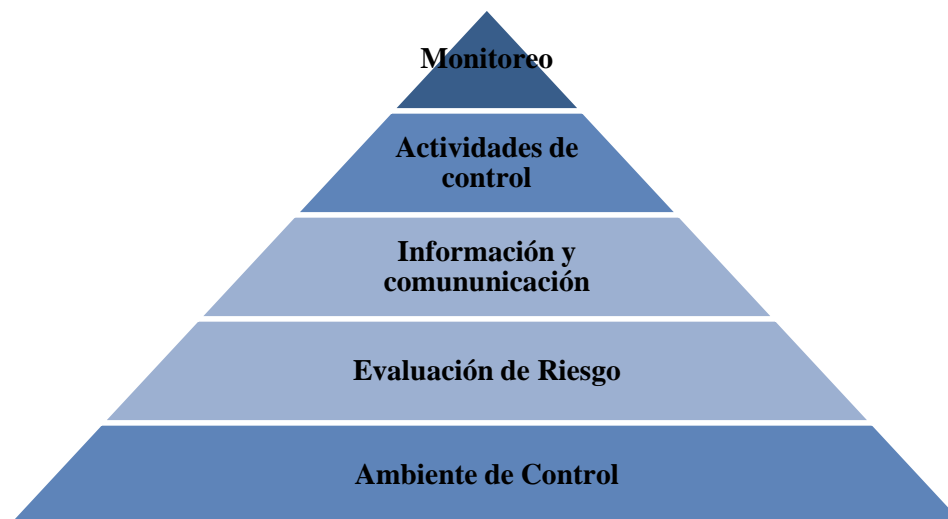 Monitoreo
Actividades de
control
Información y
comununicación
Evaluación de Riesgo
Ambiente de Control